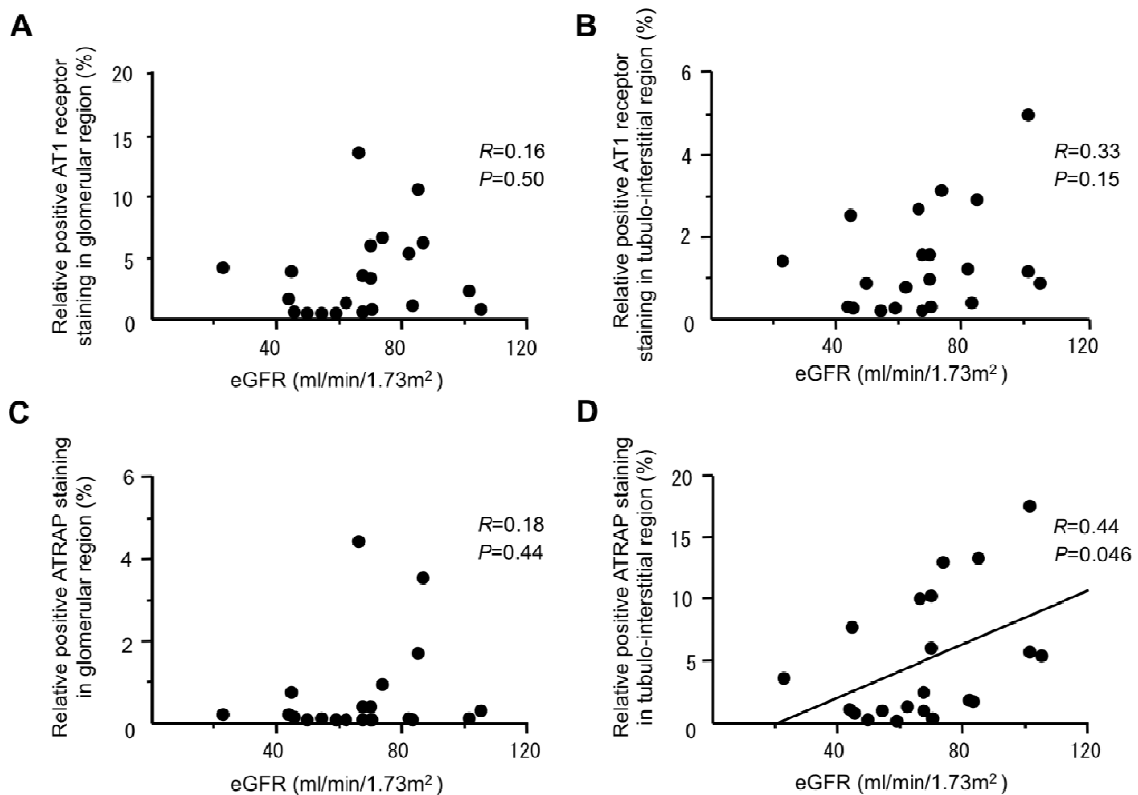 A
Relative positive AT1 receptor
staining in glomerular region (%)
20
15
10
5
0
R=0.16
P=0.50
40
80
120
eGFR (ml/min/1.73m²)
B
Relative positive AT1 receptor
staining in tubulo-interstitial region (%)
6
4
2
0
R=0.33
P=0.15
40
80
120
eGFR (ml/min/1.73m²)
C
Relative positive ATRAP staining
in glomerular region (%)
6
4
2
0
R=0.18
P=0.44
40
80
120
eGFR (ml/min/1.73m²)
D
Relative positive ATRAP staining
in tubulo-interstitial region (%)
20
15
10
5
0
R=0.44
P=0.046
40
80
120
eGFR (ml/min/1.73m²)